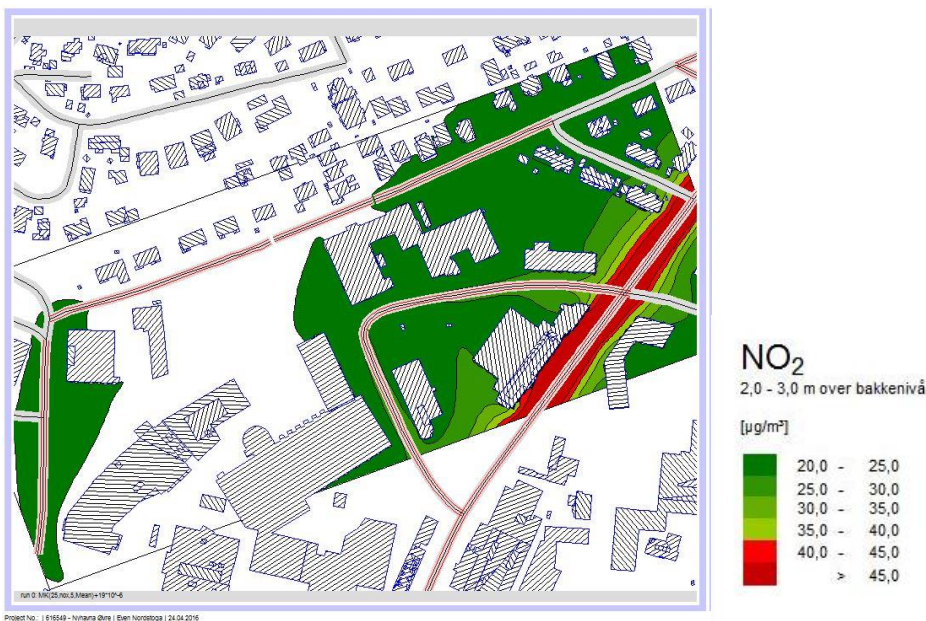 NO₂
2,0 - 3,0 m over bakkenivå
[µg/m³]
20,0 - 25,0
25,0 - 30,0
30,0 - 35,0
35,0 - 40,0
40,0 - 45,0
> 45,0
run 0: MK(25,nox,5,Mean)+19*10^-6
Project No.: | 616549 - Nyhavna Øvre | Even Nordstoga | 24.04.2016